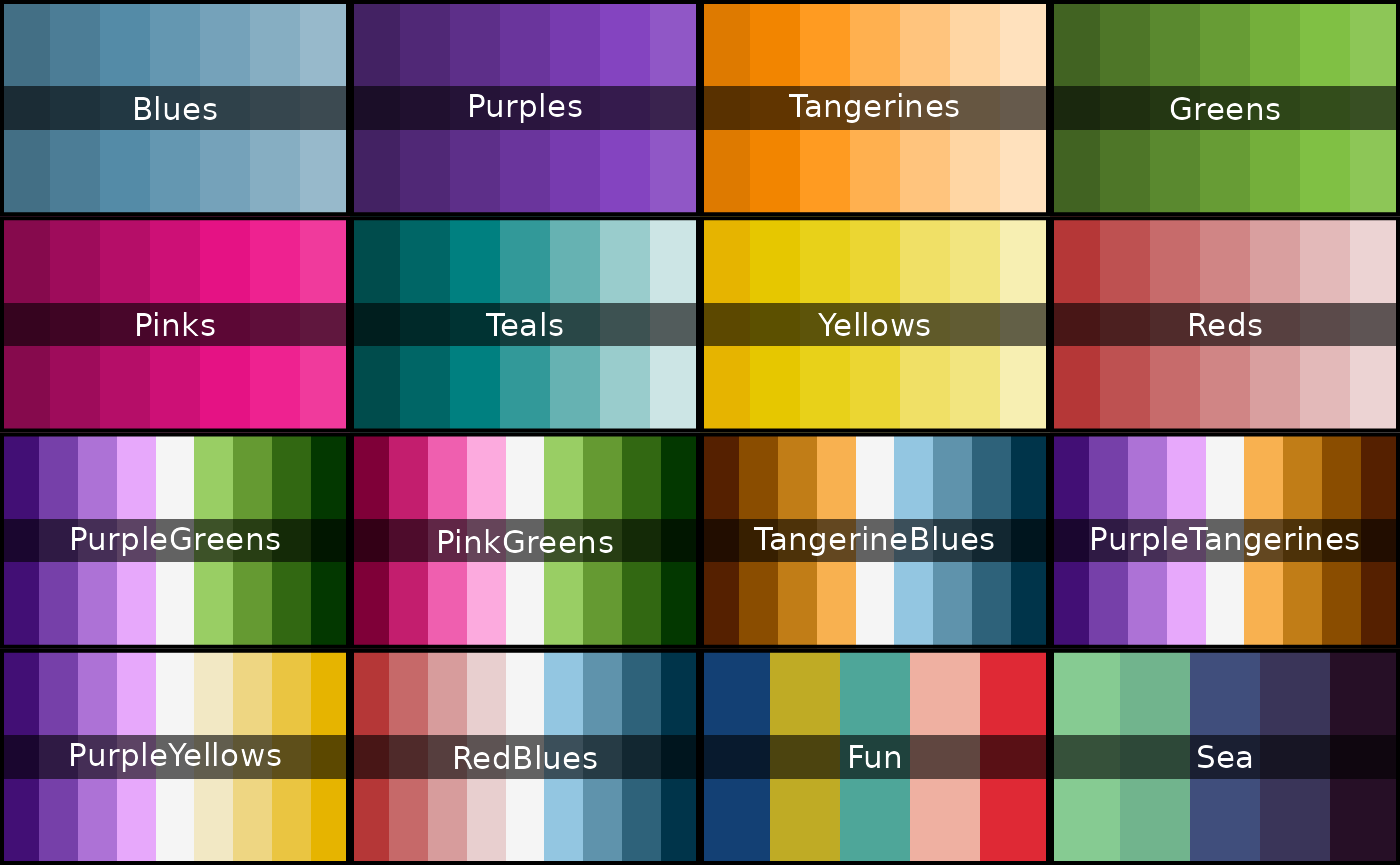 Blues
Purples
Tangerines
Greens
Pinks
Teals
Yellows
Reds
PurpleGreens
PinkGreens
TangerineBlues
PurpleTangerines
PurpleYellows
RedBlues
Fun
Sea